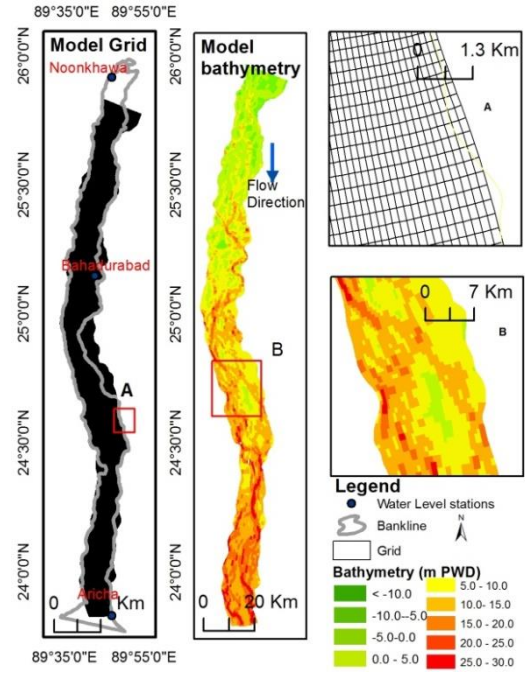 89°35'0"E 89°55'0"E
Model Grid
Noonkhawa
Bahadurabad
A
Aricha
Km
0
26°0'0"N
25°30'0"N
25°0'0"N
24°30'0"N
24°0'0"N
89°35'0"E 89°55'0"E
Model
bathymetry
Flow
Direction
B
0 20 Km
26°0'0"N
25°30'0"N
25°0'0"N
24°30'0"N
24°0'0"N
0 1.3 Km
A
0 7 Km
B
Legend
Water Level stations
Bankline
N
Grid
Bathymetry (m PWD)
< -10.0
-10.0--5.0
-5.0-0.0
0.0 - 5.0
5.0 - 10.0
10.0- 15.0
15.0 - 20.0
20.0 - 25.0
25.0 - 30.0